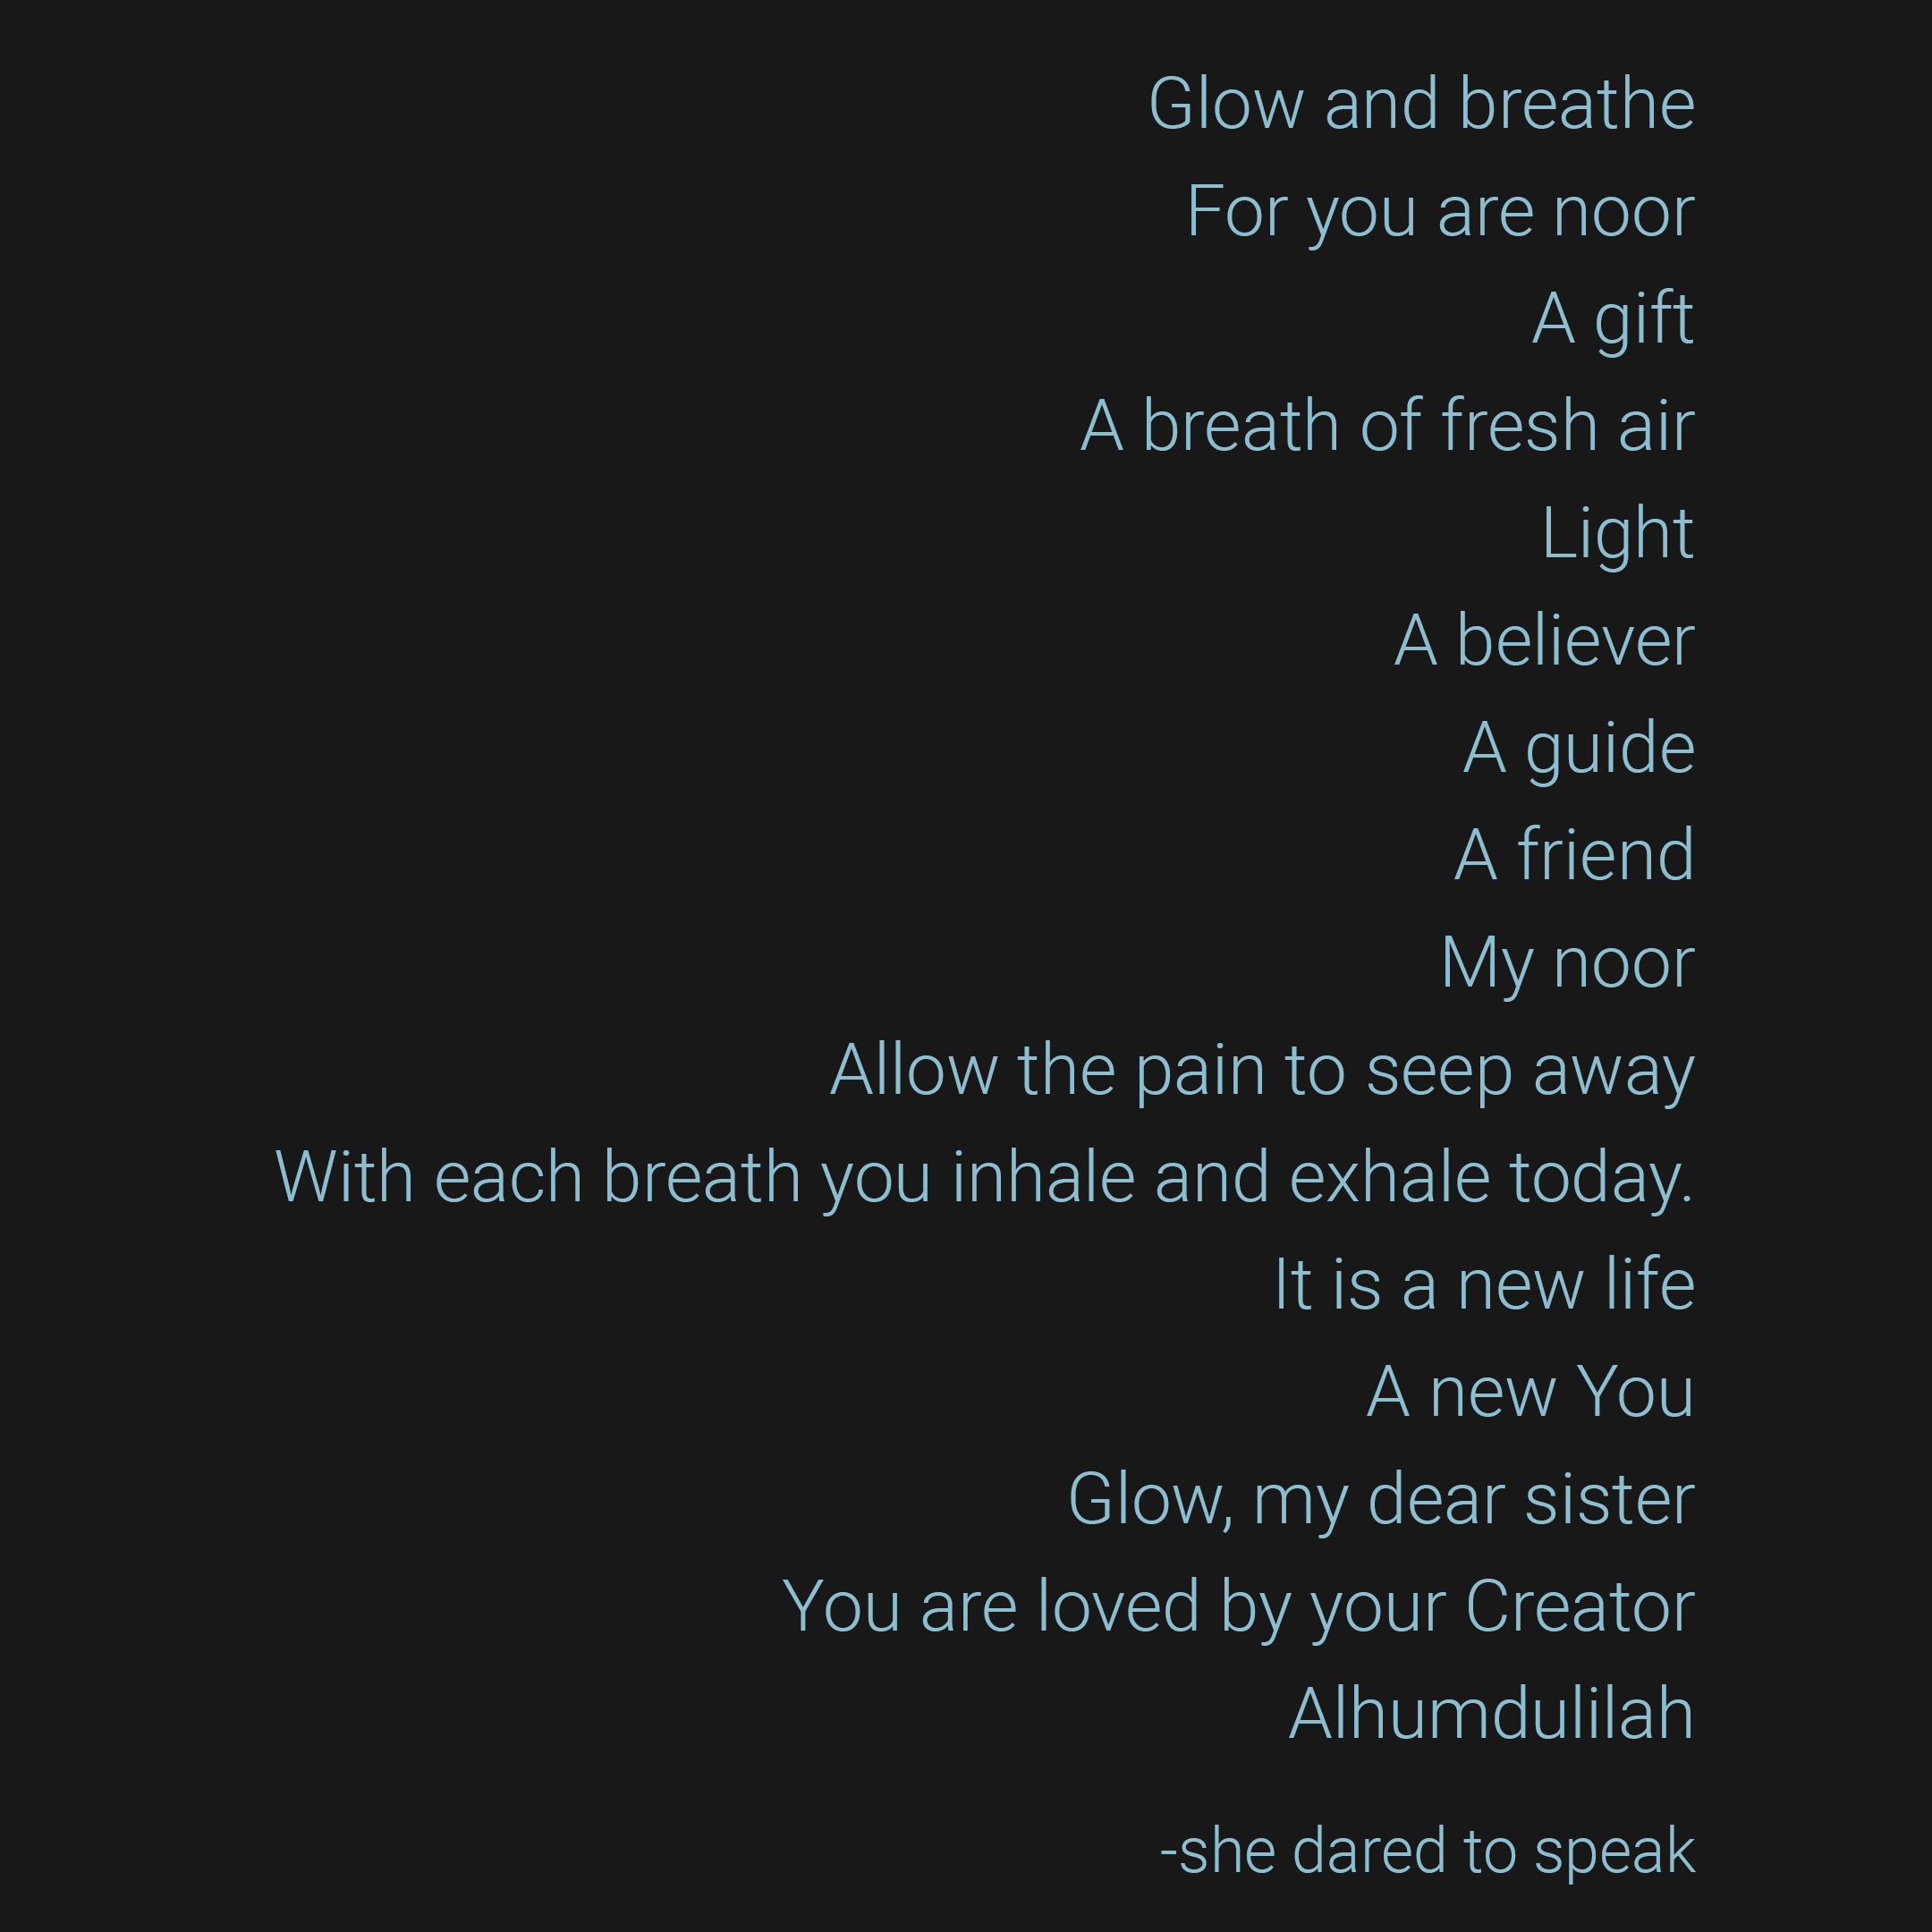 Glow and breathe
For you are noor
A gift
A breath of fresh air
Light
A believer
A guide
A friend
My noor
Allow the pain to seep away
With each breath you inhale and exhale today.
It is a new life
A new You
Glow, my dear sister
You are loved by your Creator
Alhumdulilah
-she dared to speak